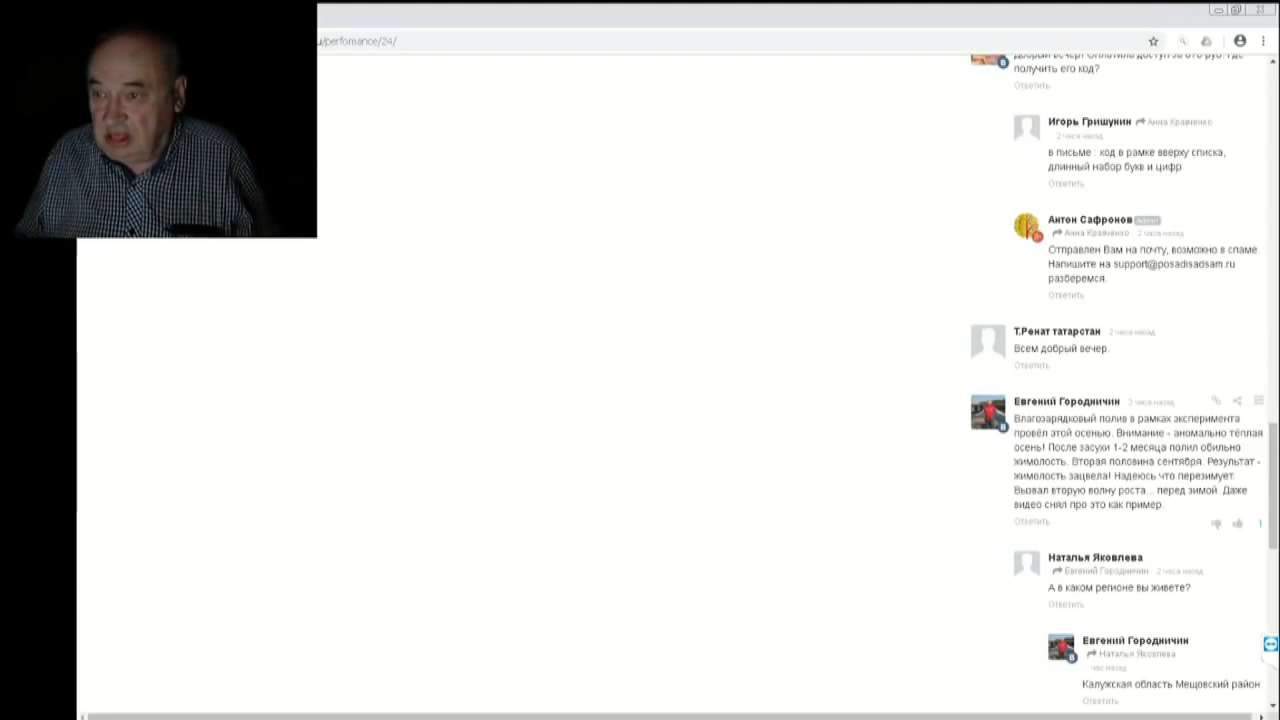 u/perfomance/24/
Добрый вечер! Оплатила доступ за 610 руб. Где
получить его код?
Ответить
Игорь Гришунин Анна Кравченко
2 часа назад
в письме : код в рамке вверху списка,
длинный набор букв и цифр
Ответить
Антон Сафронов Admin
Анна Кравченко 2 часа назад
Отправлен Вам на почту, возможно в спаме.
Напишите на support@posadisadsam.ru
разберемся.
Ответить
Т.Ренат татарстан 2 часа назад
Всем добрый вечер.
Ответить
Евгений Городничин 2 часа назад
Влагозарядковый полив в рамках эксперимента
провёл этой осенью. Внимание - аномально тёплая
осень! После засухи 1-2 месяца полил обильно
жимолость. Вторая половина сентября. Результат -
жимолость зацвела! Надеюсь что перезимует.
Вызвал вторую волну роста... перед зимой. Даже
видео снял про это как пример.
Ответить
1
Наталья Яковлева
Евгений Городничин 2 часа назад
А в каком регионе вы живете?
Ответить
Евгений Городничин
Наталья Яковлева
час назад
Калужская область Мещовский район
Ответить